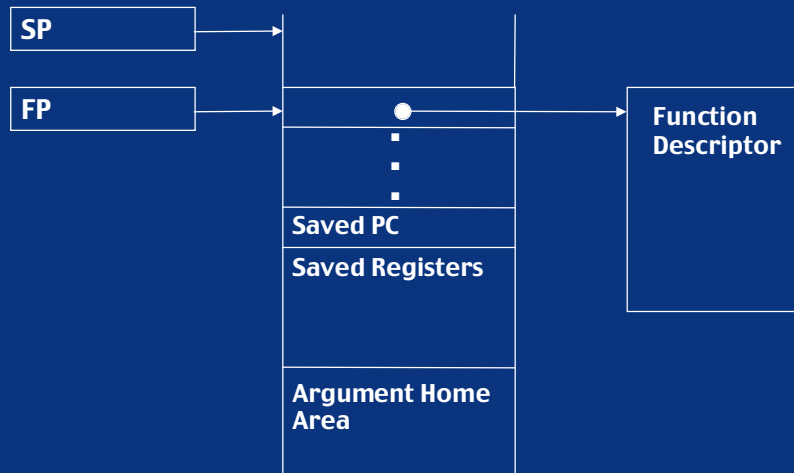 SP
FP
Function
Descriptor
Saved PC
Saved Registers
Argument Home
Area